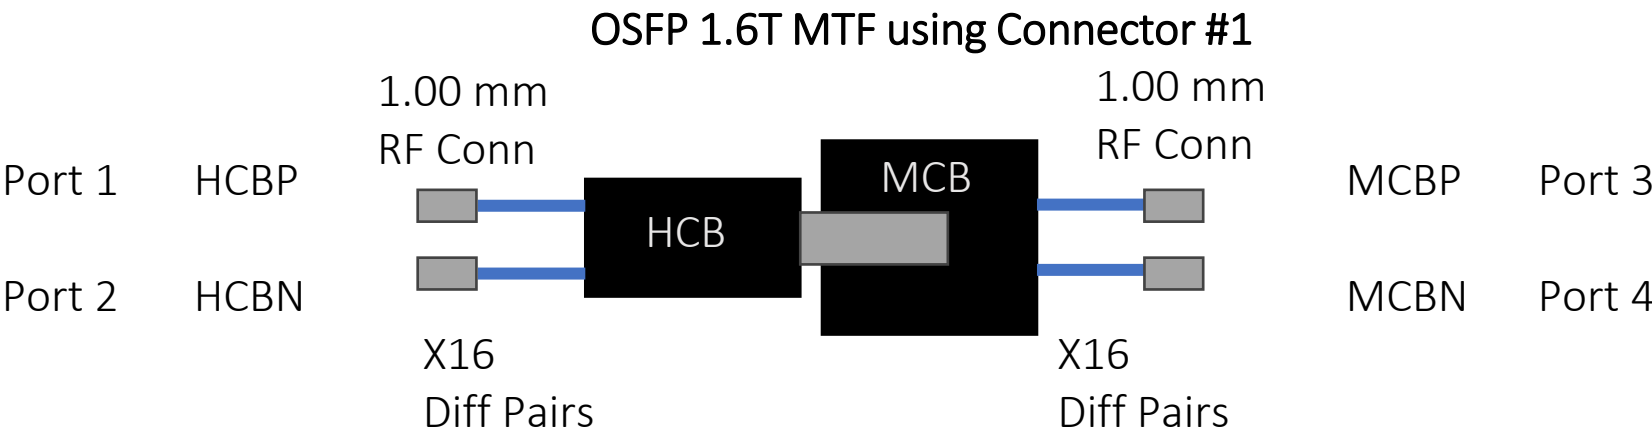 OSFP 1.6T MTF using Connector #1
1.00 mm
RF Conn
1.00 mm
RF Conn
Port 1 HCBP
MCB
MCBP Port 3
HCB
Port 2 HCBN
MCBN Port 4
X16
Diff Pairs
X16
Diff Pairs